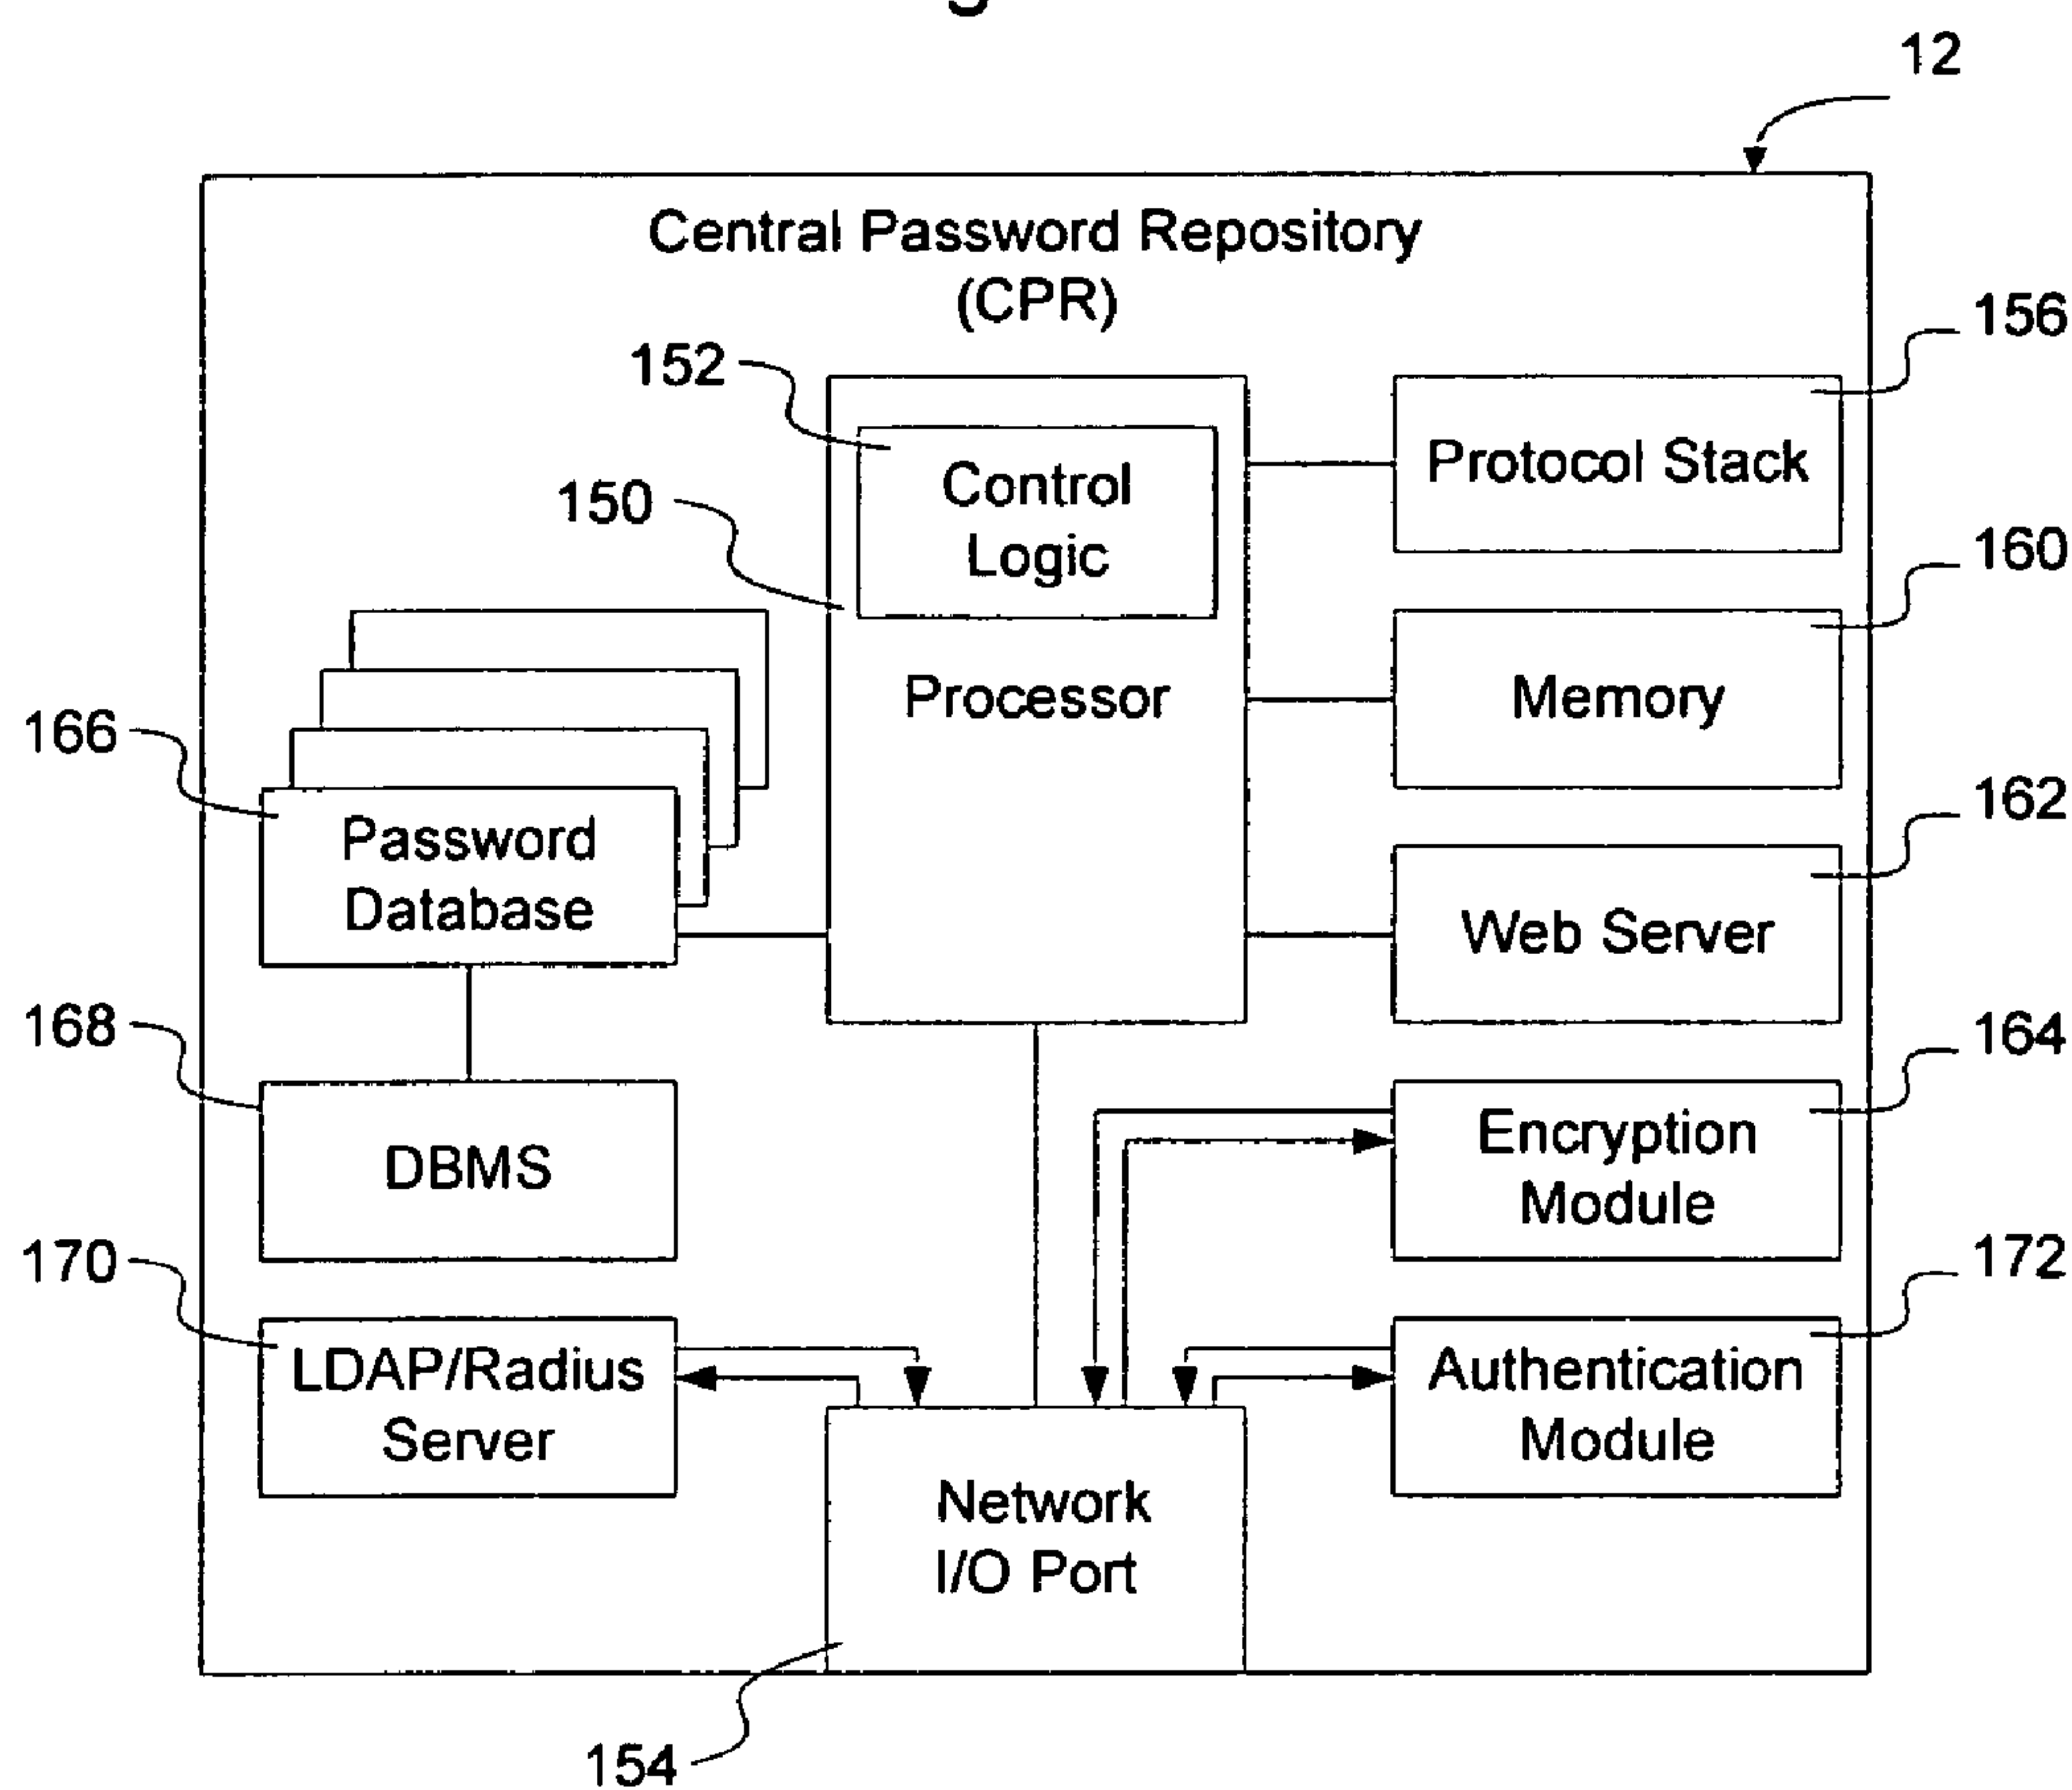 12
Central Password Repository
(CPR)
156
152
Control
Logic
Protocol Stack
150
160
Processor
Memory
166
162
Password
Database
Web Server
168
164
DBMS
Encryption
Module
170
172
LDAP/Radius
Server
Authentication
Module
Network
I/O Port
154